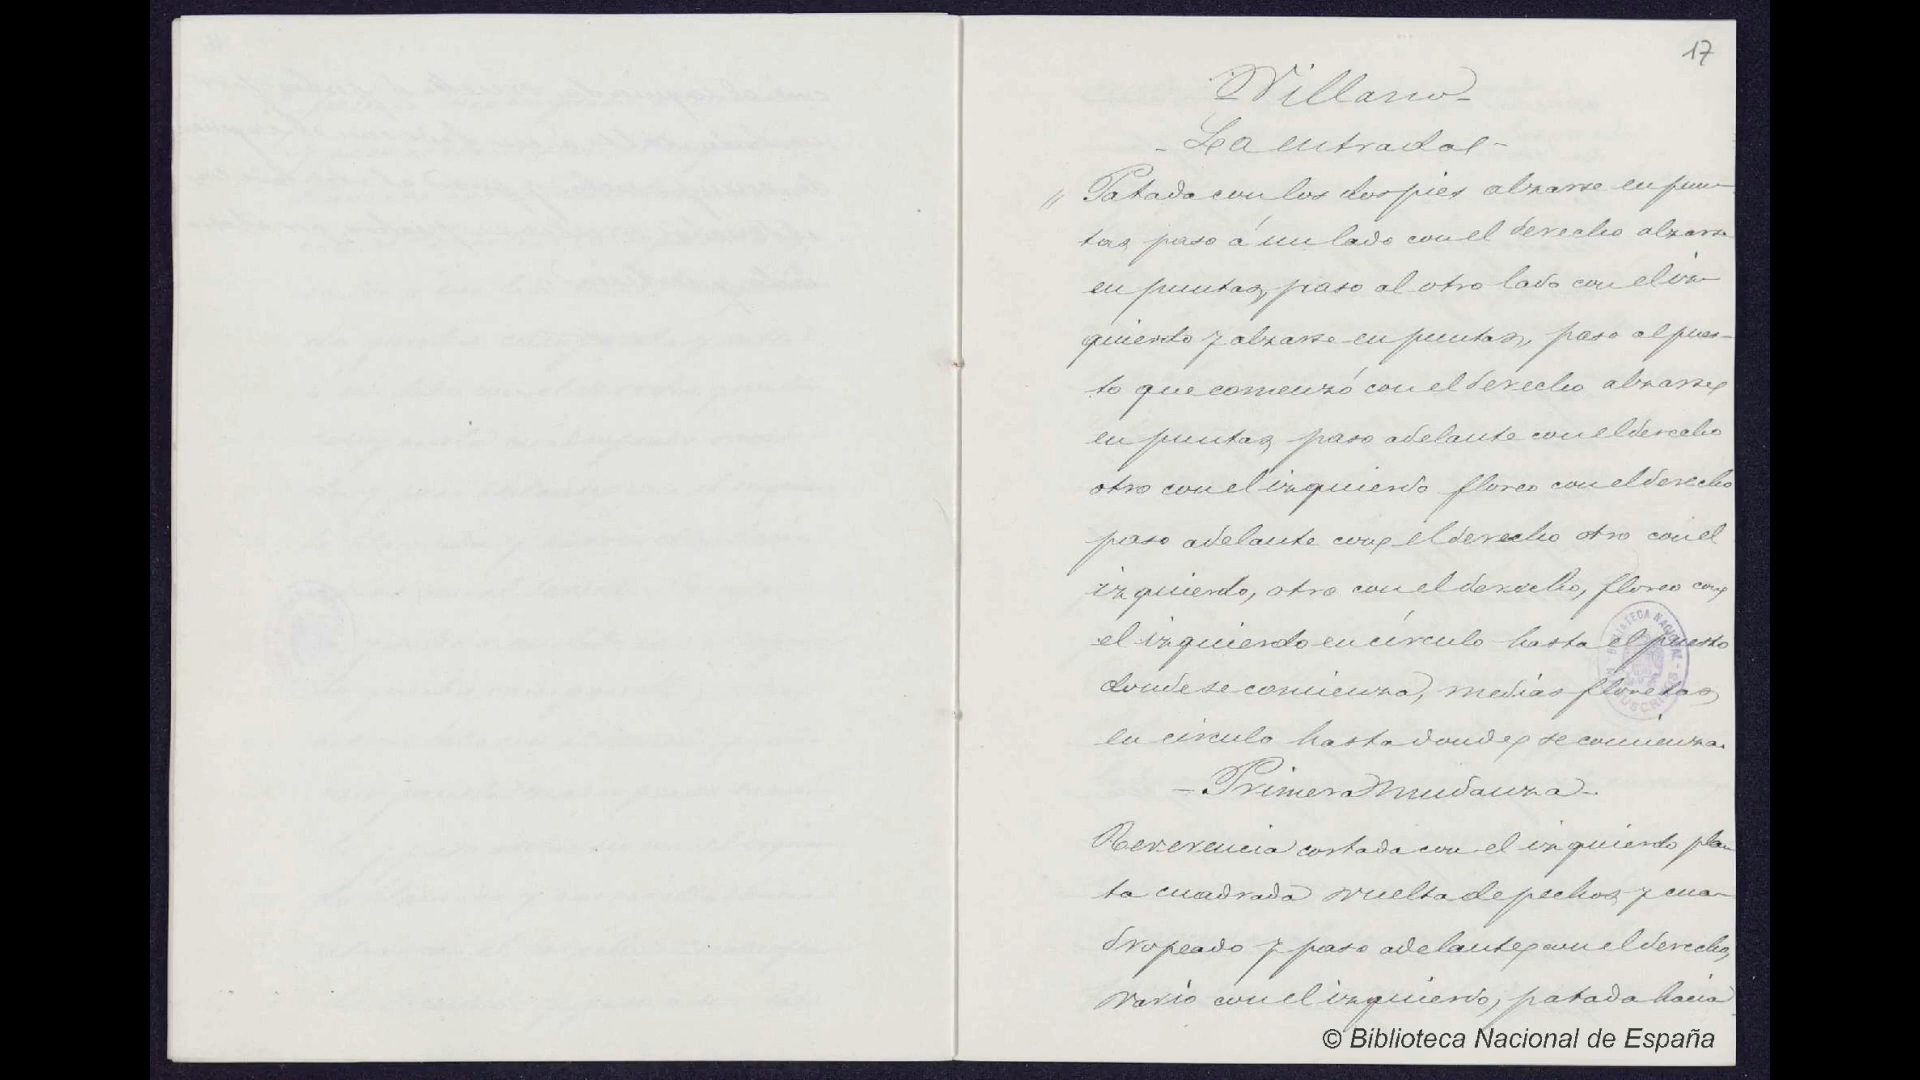 17
Villano-
- La entrada -
" Patada con los dos pies alzarse en pun-
tas, paso á un lado con el derecho alzarse
en puntas, paso al otro lado con el iz-
quierdo y alzarse en puntas, paso al pues-
to que comenzó con el derecho alzarse
en puntas, paso adelante con el derecho
otro con el izquierdo floreo con el derecho
paso adelante con el derecho otro con el
izquierdo, otro con el derecho, floreo con
el izquierdo en círculo hasta el puesto
donde se comienza, medias floretas,
en círculo hasta donde se comienza.
- Primera Mudanza -
Reverencia cortada con el izquierdo plan
ta cuadrada vuelta de pechos, y cua-
dropeado y paso adelante con el derecho,
vacío con el izquierdo, patada hacia
BIBLIOTECA NACIONAL
MANUSCRITOS
© Biblioteca Nacional de España